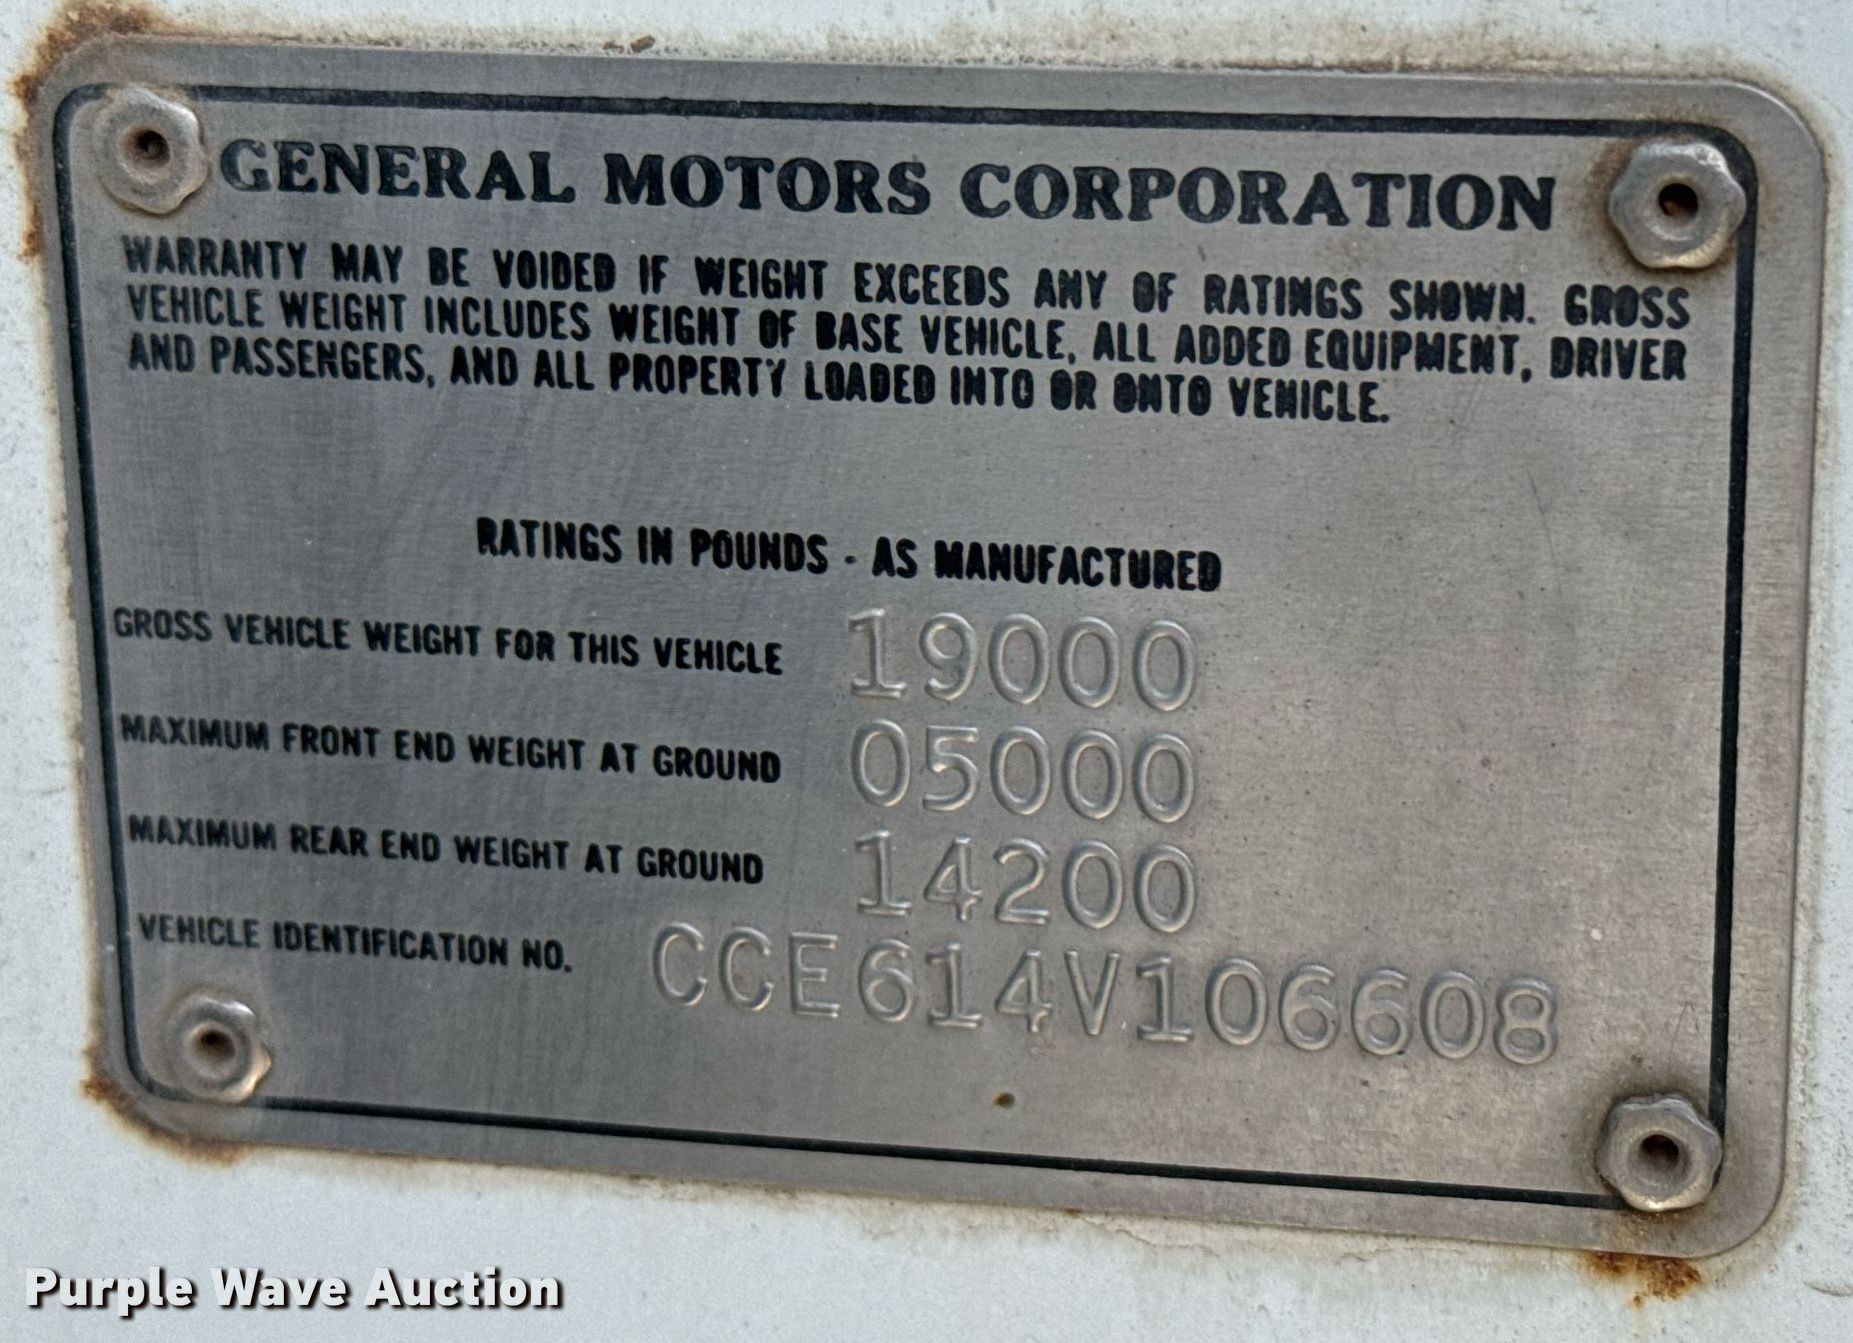 GENERAL MOTORS CORPORATION
WARRANTY MAY BE VOIDED IF WEIGHT EXCEEDS ANY OF RATINGS SHOWN. GROSS
VEHICLE WEIGHT INCLUDES WEIGHT OF BASE VEHICLE, ALL ADDED EQUIPMENT, DRIVER
AND PASSENGERS, AND ALL PROPERTY LOADED INTO OR ONTO VEHICLE.
RATINGS IN POUNDS - AS MANUFACTURED
GROSS VEHICLE WEIGHT FOR THIS VEHICLE 19000
MAXIMUM FRONT END WEIGHT AT GROUND 05000
MAXIMUM REAR END WEIGHT AT GROUND 14200
VEHICLE IDENTIFICATION NO. CCE614V106608
Purple Wave Auction